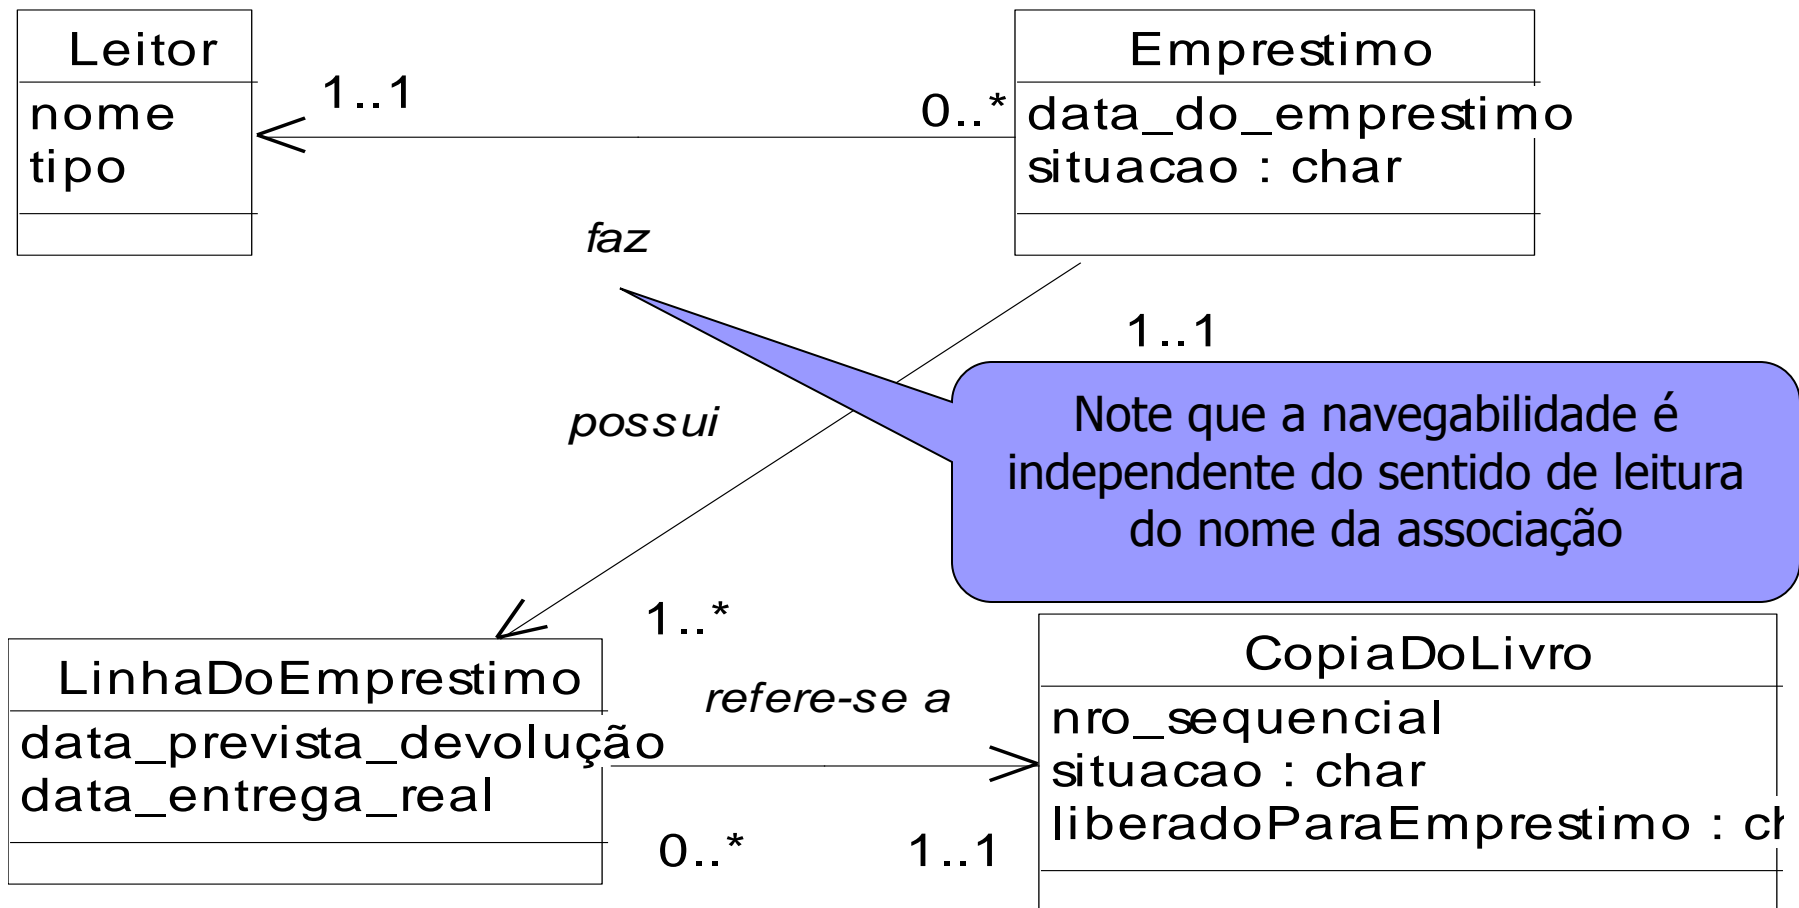 Leitor
nome
tipo
1..1
0..*
Emprestimo
data_do_emprestimo
situacao : char
faz
1..1
possui
Note que a navegabilidade é
independente do sentido de leitura
do nome da associação
1..*
LinhaDoEmprestimo
data_prevista_devolução
data_entrega_real
refere-se a
0..*
1..1
CopiaDoLivro
nro_sequencial
situacao : char
liberadoParaEmprestimo : ch